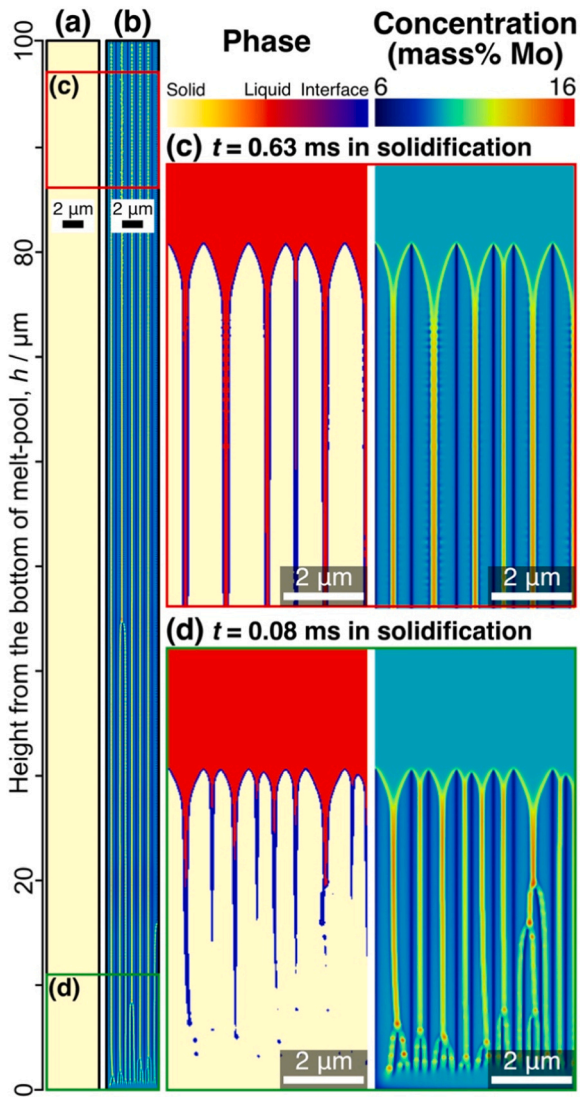 (a) (b)
Phase
Concentration
(mass% Mo)
Solid Liquid Interface
6 16
(c) t = 0.63 ms in solidification
(c)
2 μm 2 μm
2 μm 2 μm
(d) t = 0.08 ms in solidification
(d)
2 μm 2 μm
Height from the bottom of melt-pool, h / μm
100
80
20
0